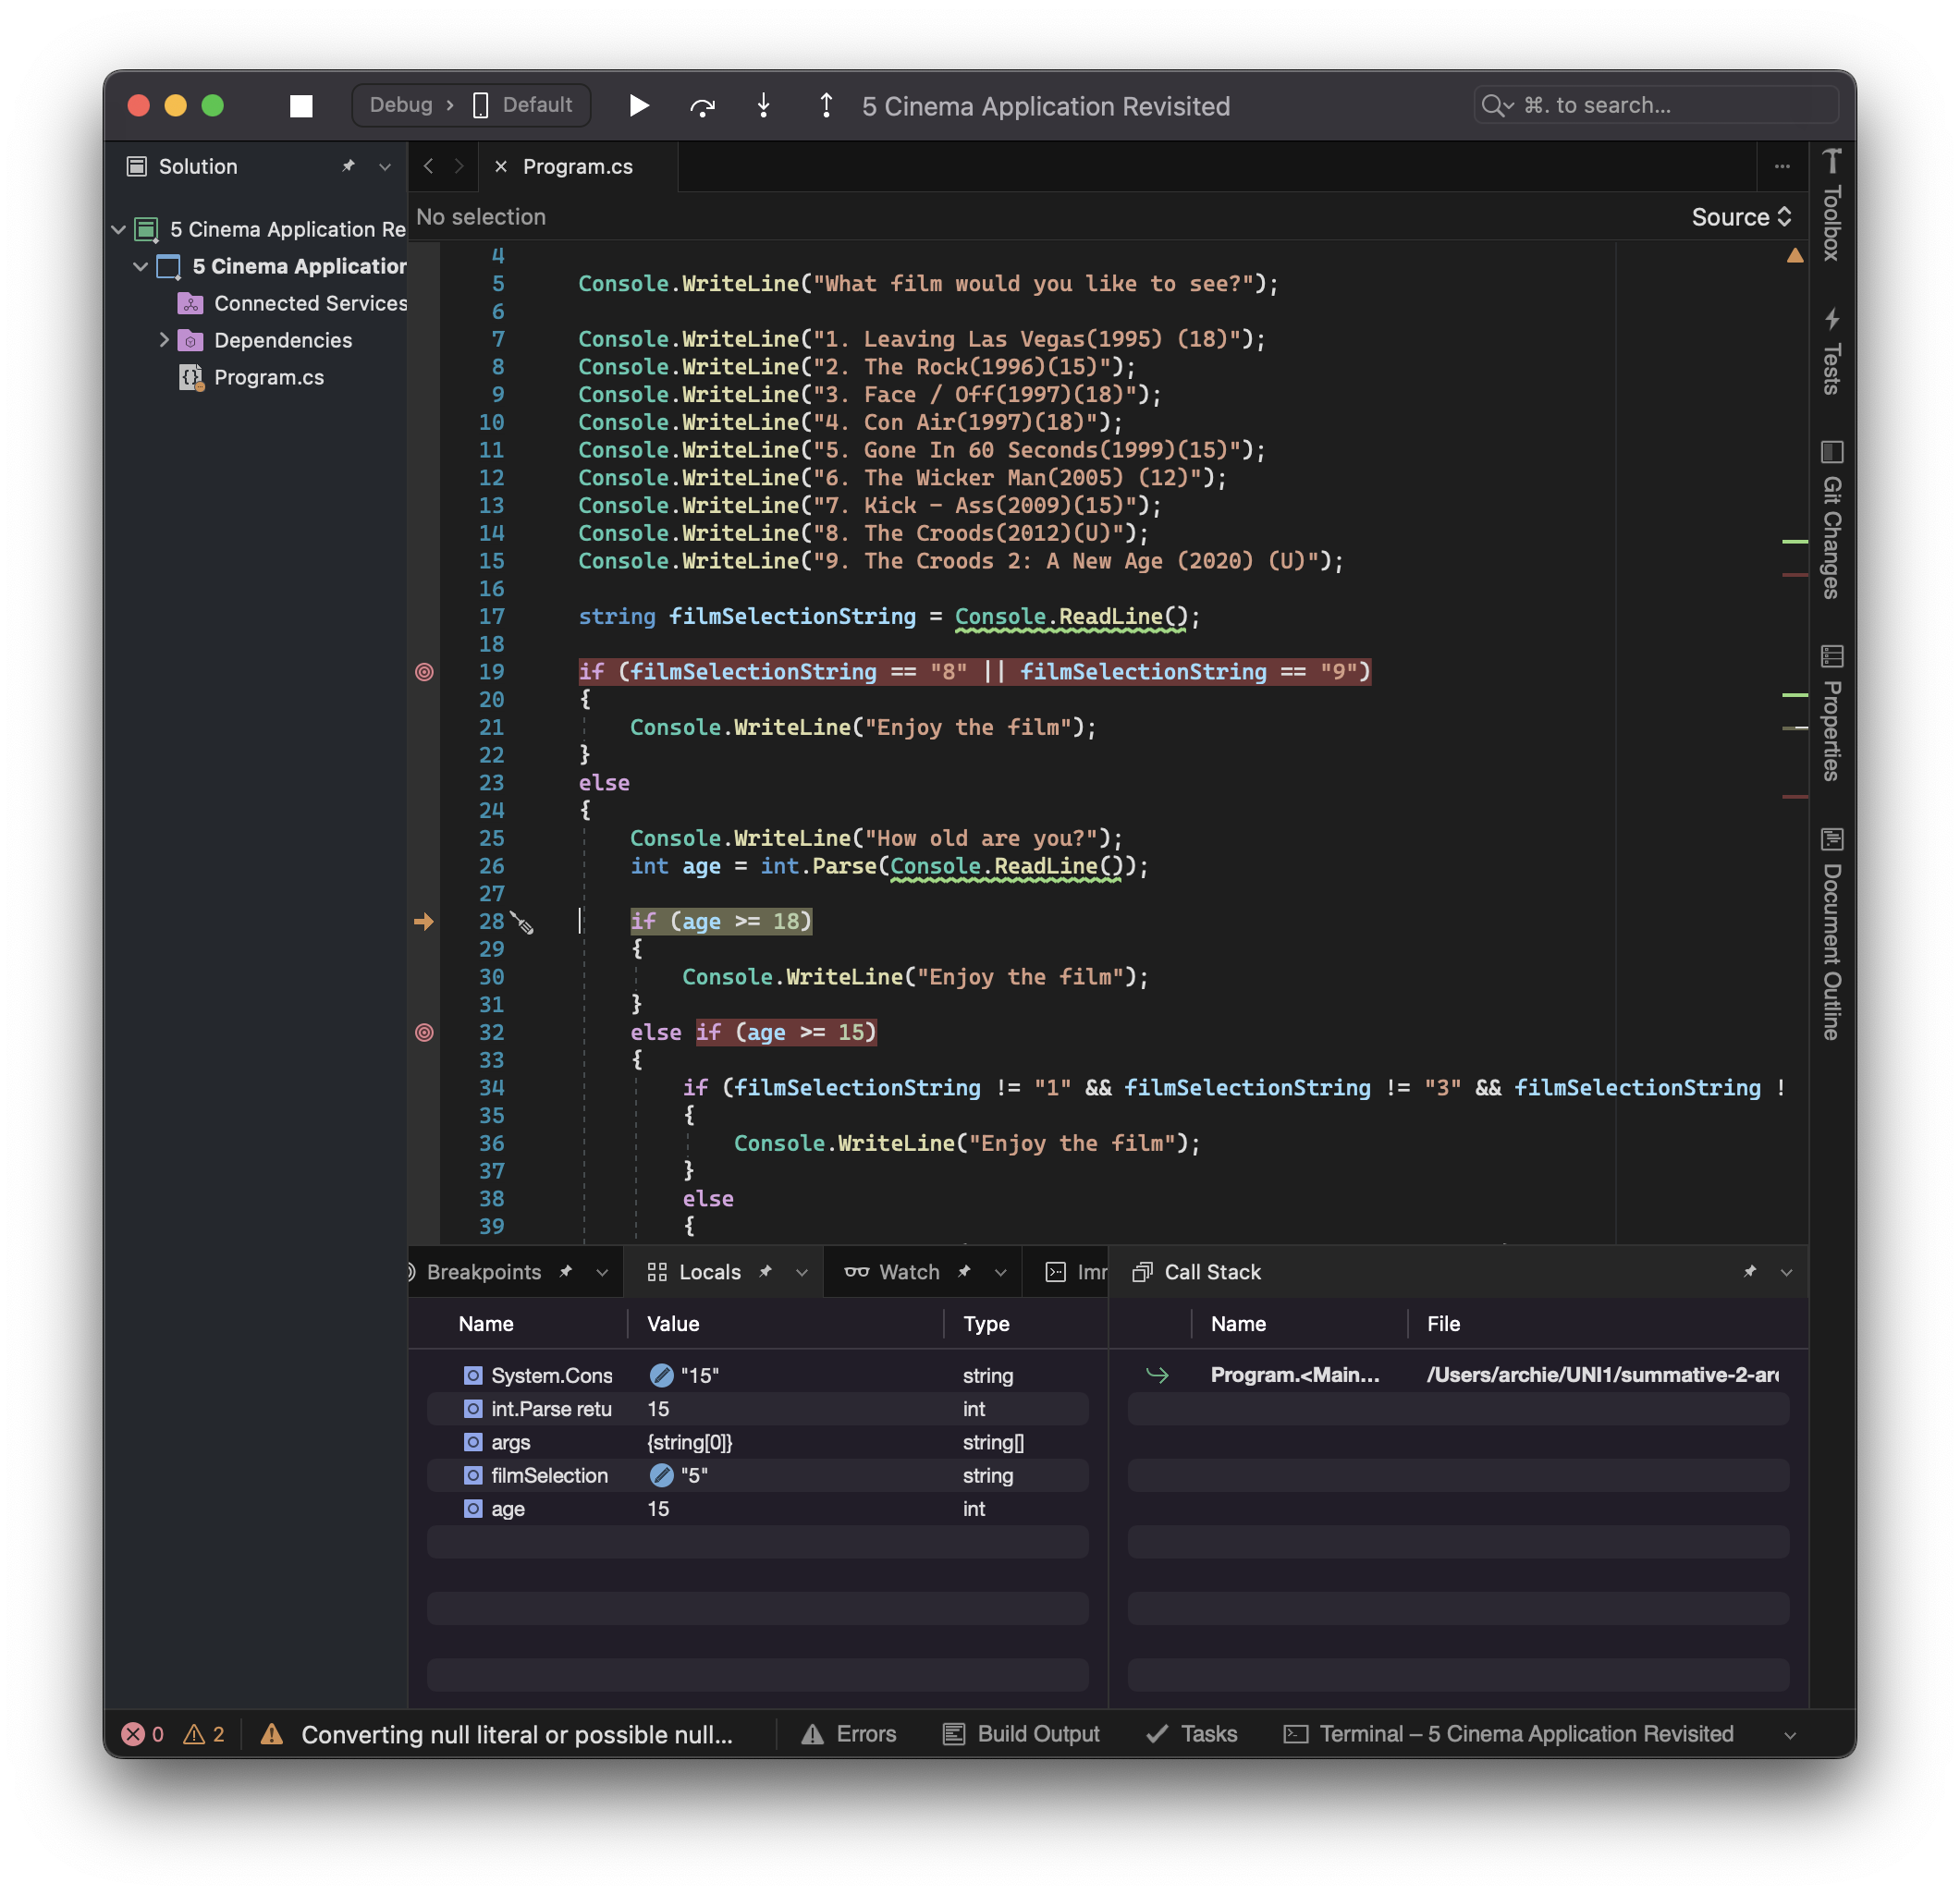 Debug › Default
5 Cinema Application Revisited
⌘. to search...
Solution
5 Cinema Application Re
5 Cinema Application
Connected Services
Dependencies
Program.cs
Program.cs
No selection
Source
4
5 Console.WriteLine("What film would you like to see?");
6
7 Console.WriteLine("1. Leaving Las Vegas(1995) (18)");
8 Console.WriteLine("2. The Rock(1996)(15)");
9 Console.WriteLine("3. Face / Off(1997)(18)");
10 Console.WriteLine("4. Con Air(1997)(18)");
11 Console.WriteLine("5. Gone In 60 Seconds(1999)(15)");
12 Console.WriteLine("6. The Wicker Man(2005) (12)");
13 Console.WriteLine("7. Kick - Ass(2009)(15)");
14 Console.WriteLine("8. The Croods(2012)(U)");
15 Console.WriteLine("9. The Croods 2: A New Age (2020) (U)");
16
17 string filmSelectionString = Console.ReadLine();
18
19 if (filmSelectionString == "8" || filmSelectionString == "9")
20 {
21 Console.WriteLine("Enjoy the film");
22 }
23 else
24 {
25 Console.WriteLine("How old are you?");
26 int age = int.Parse(Console.ReadLine());
27
28 if (age >= 18)
29 {
30 Console.WriteLine("Enjoy the film");
31 }
32 else if (age >= 15)
33 {
34 if (filmSelectionString != "1" && filmSelectionString != "3" && filmSelectionString !
35 {
36 Console.WriteLine("Enjoy the film");
37 }
38 else
39 {
Toolbox
Tests
Git Changes
Properties
Document Outline
Breakpoints
Locals
Watch
Imr
Call Stack
Name Value Type
System.Cons "15" string
int.Parse retu 15 int
args {string[0]} string[]
filmSelection "5" string
age 15 int
Name File
Program.<Main... /Users/archie/UNI1/summative-2-arc
0 2 Converting null literal or possible null... Errors Build Output Tasks Terminal – 5 Cinema Application Revisited